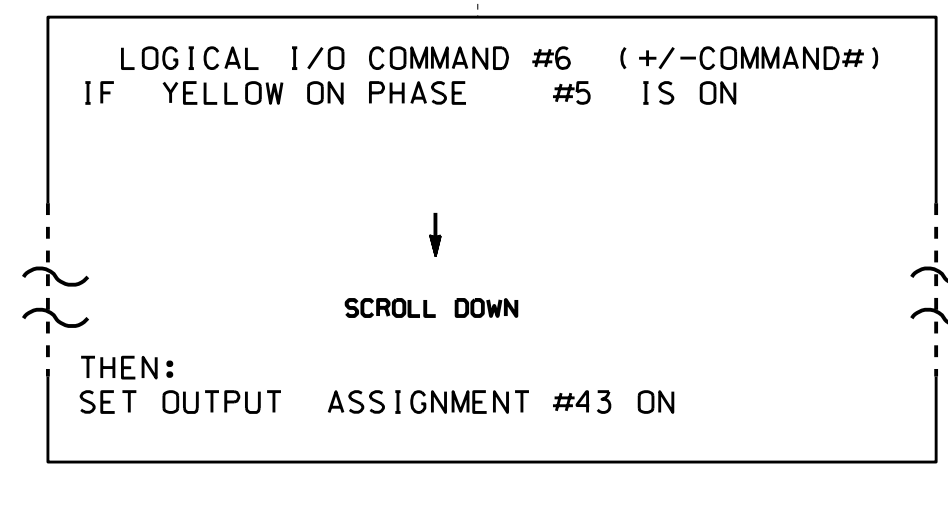 LOGICAL I/O COMMAND #6 (+/-COMMAND#)
IF YELLOW ON PHASE #5 IS ON
SCROLL DOWN
THEN:
SET OUTPUT ASSIGNMENT #43 ON